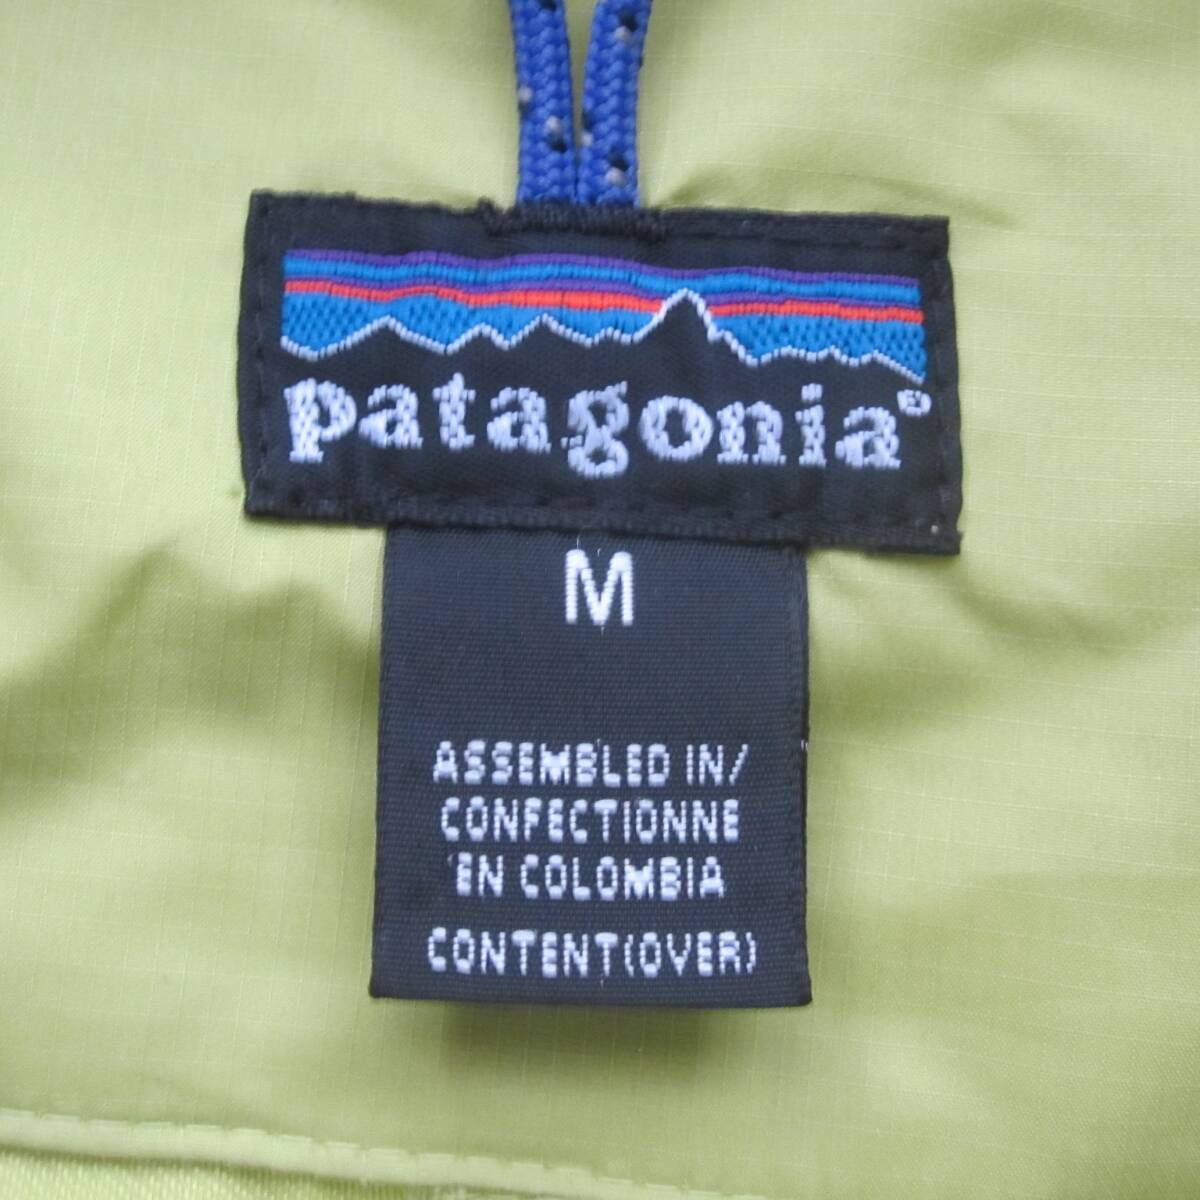 patagonia®
M
ASSEMBLED IN/
CONFECTIONNE
EN COLOMBIA
CONTENT(OVER)